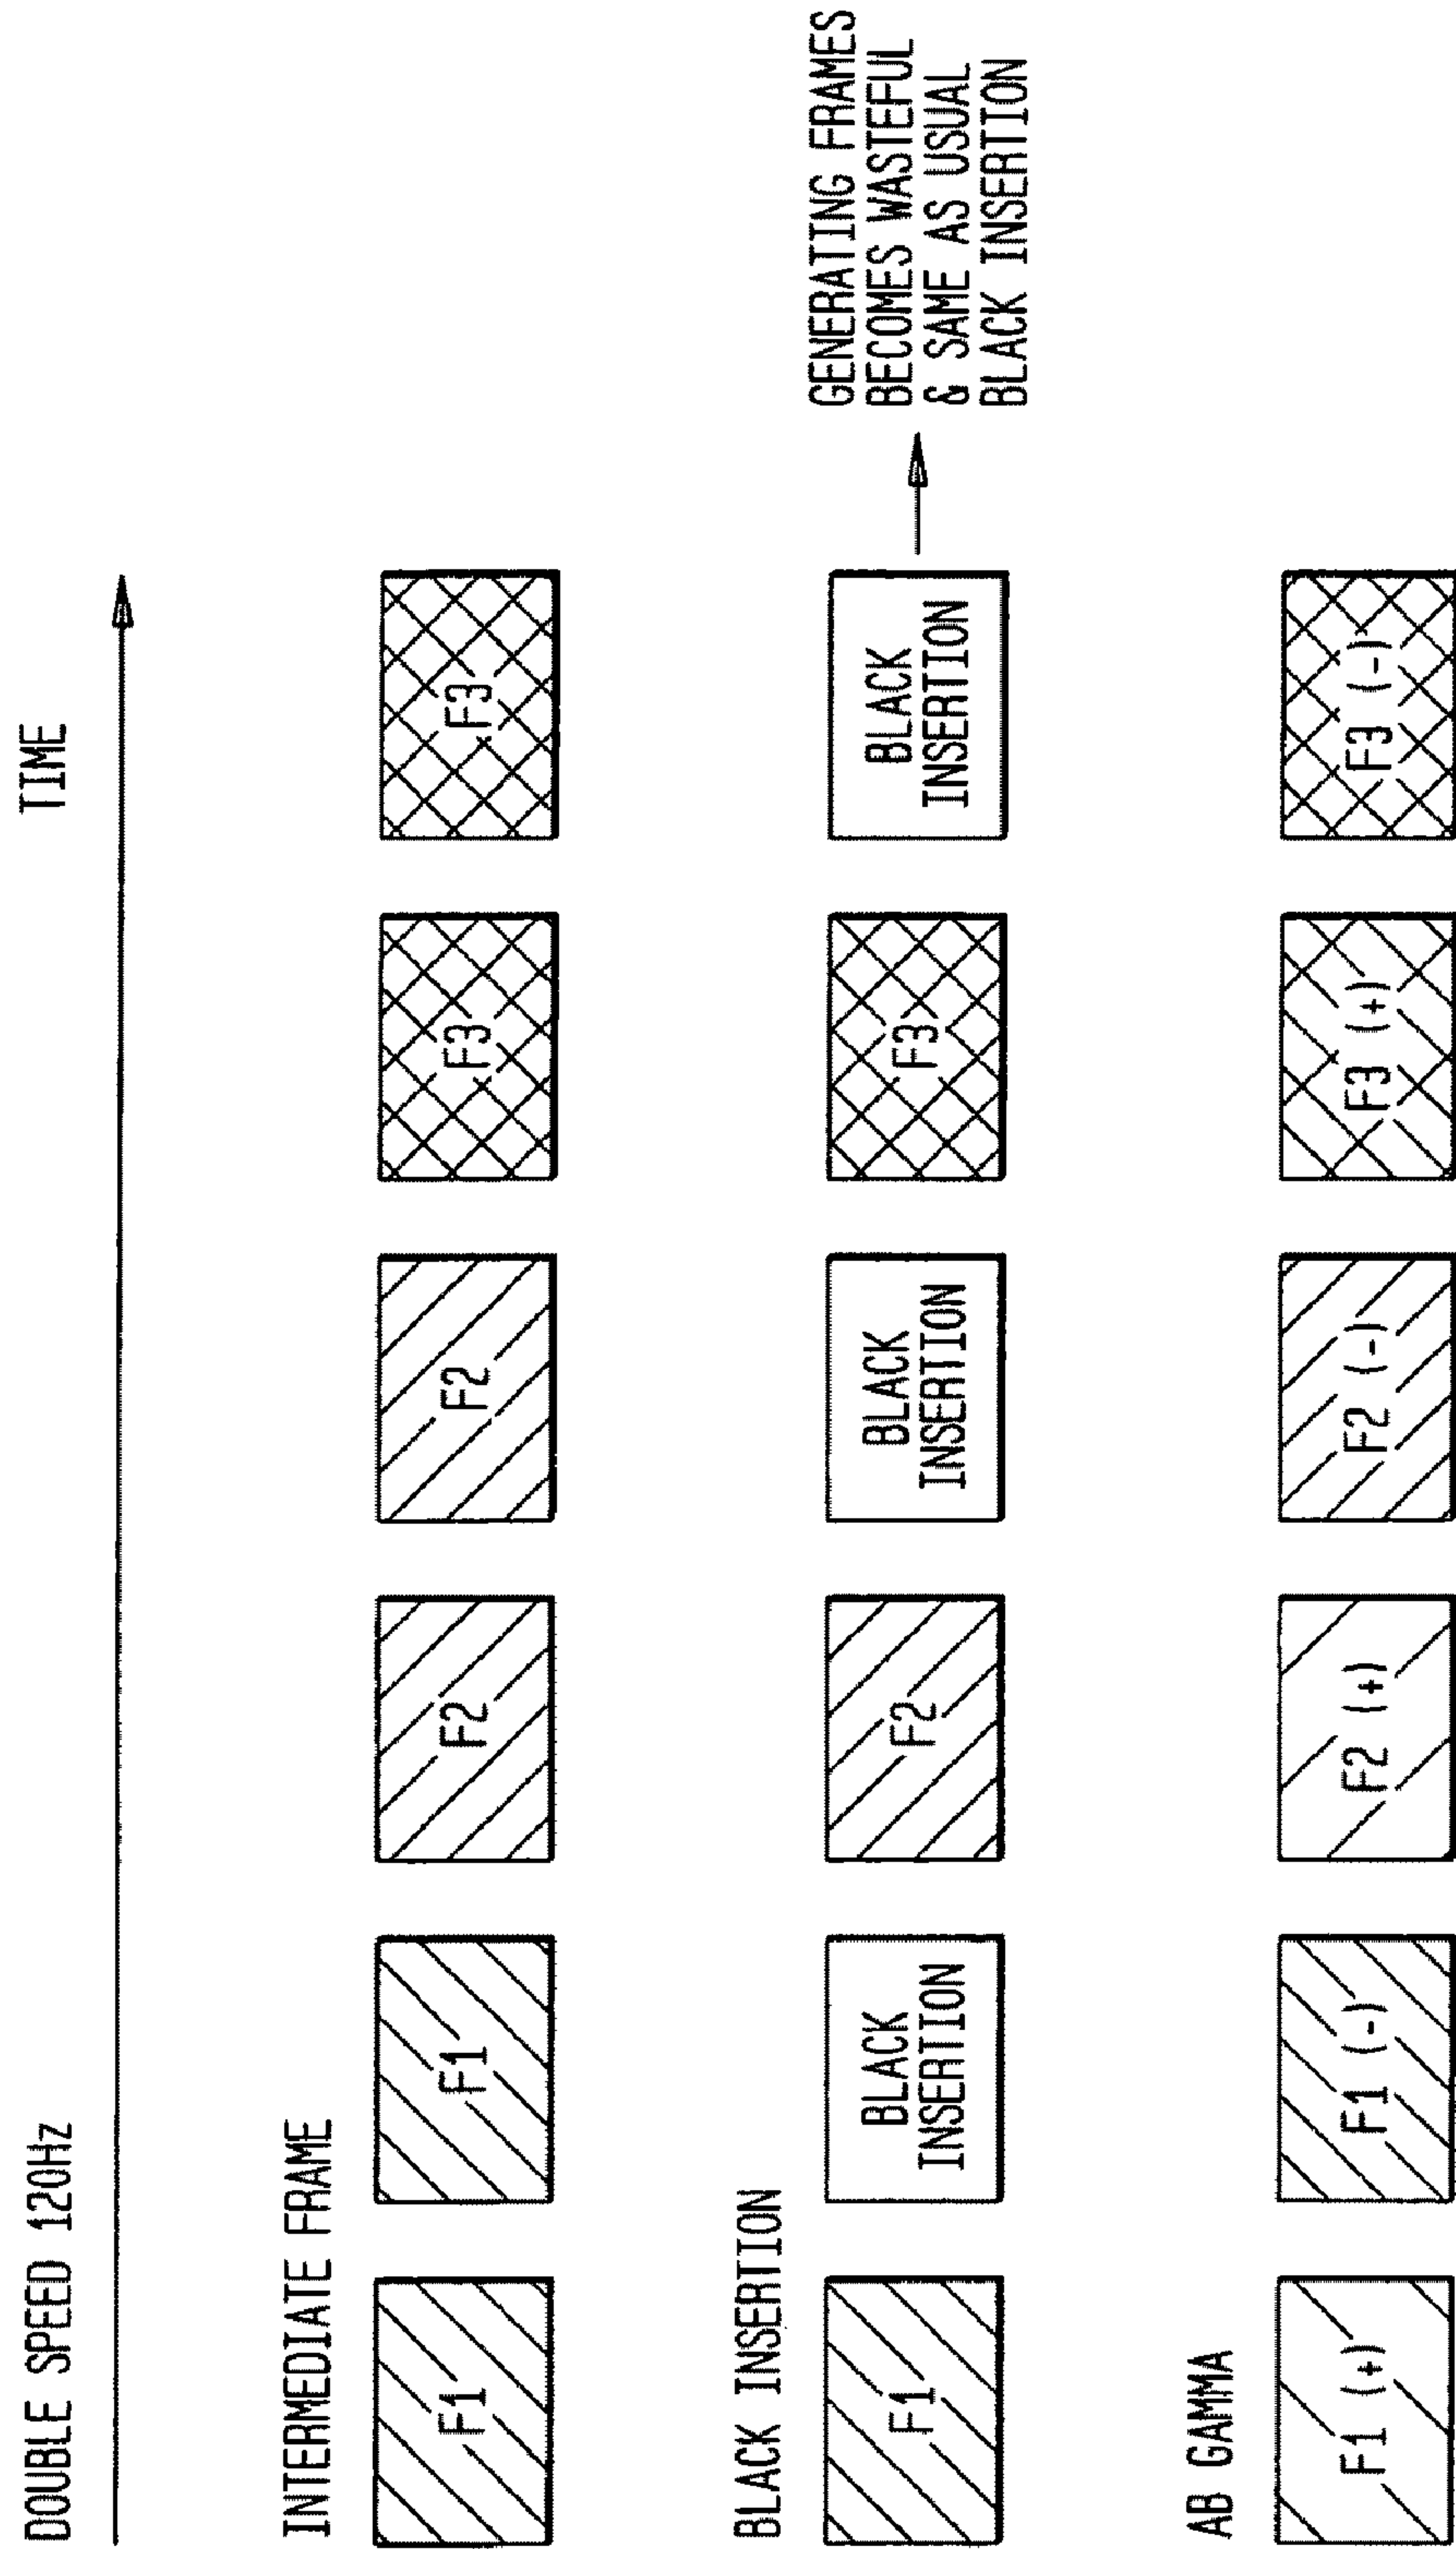 DOUBLE SPEED 120Hz
TIME
INTERMEDIATE FRAME
F1
F1
F2
F2
F3
F3
BLACK INSERTION
F1
BLACK
INSERTION
F2
BLACK
INSERTION
F3
BLACK
INSERTION
GENERATING FRAMES
BECOMES WASTEFUL
& SAME AS USUAL
BLACK INSERTION
AB GAMMA
F1 (+)
F1 (-)
F2 (+)
F2 (-)
F3 (+)
F3 (-)